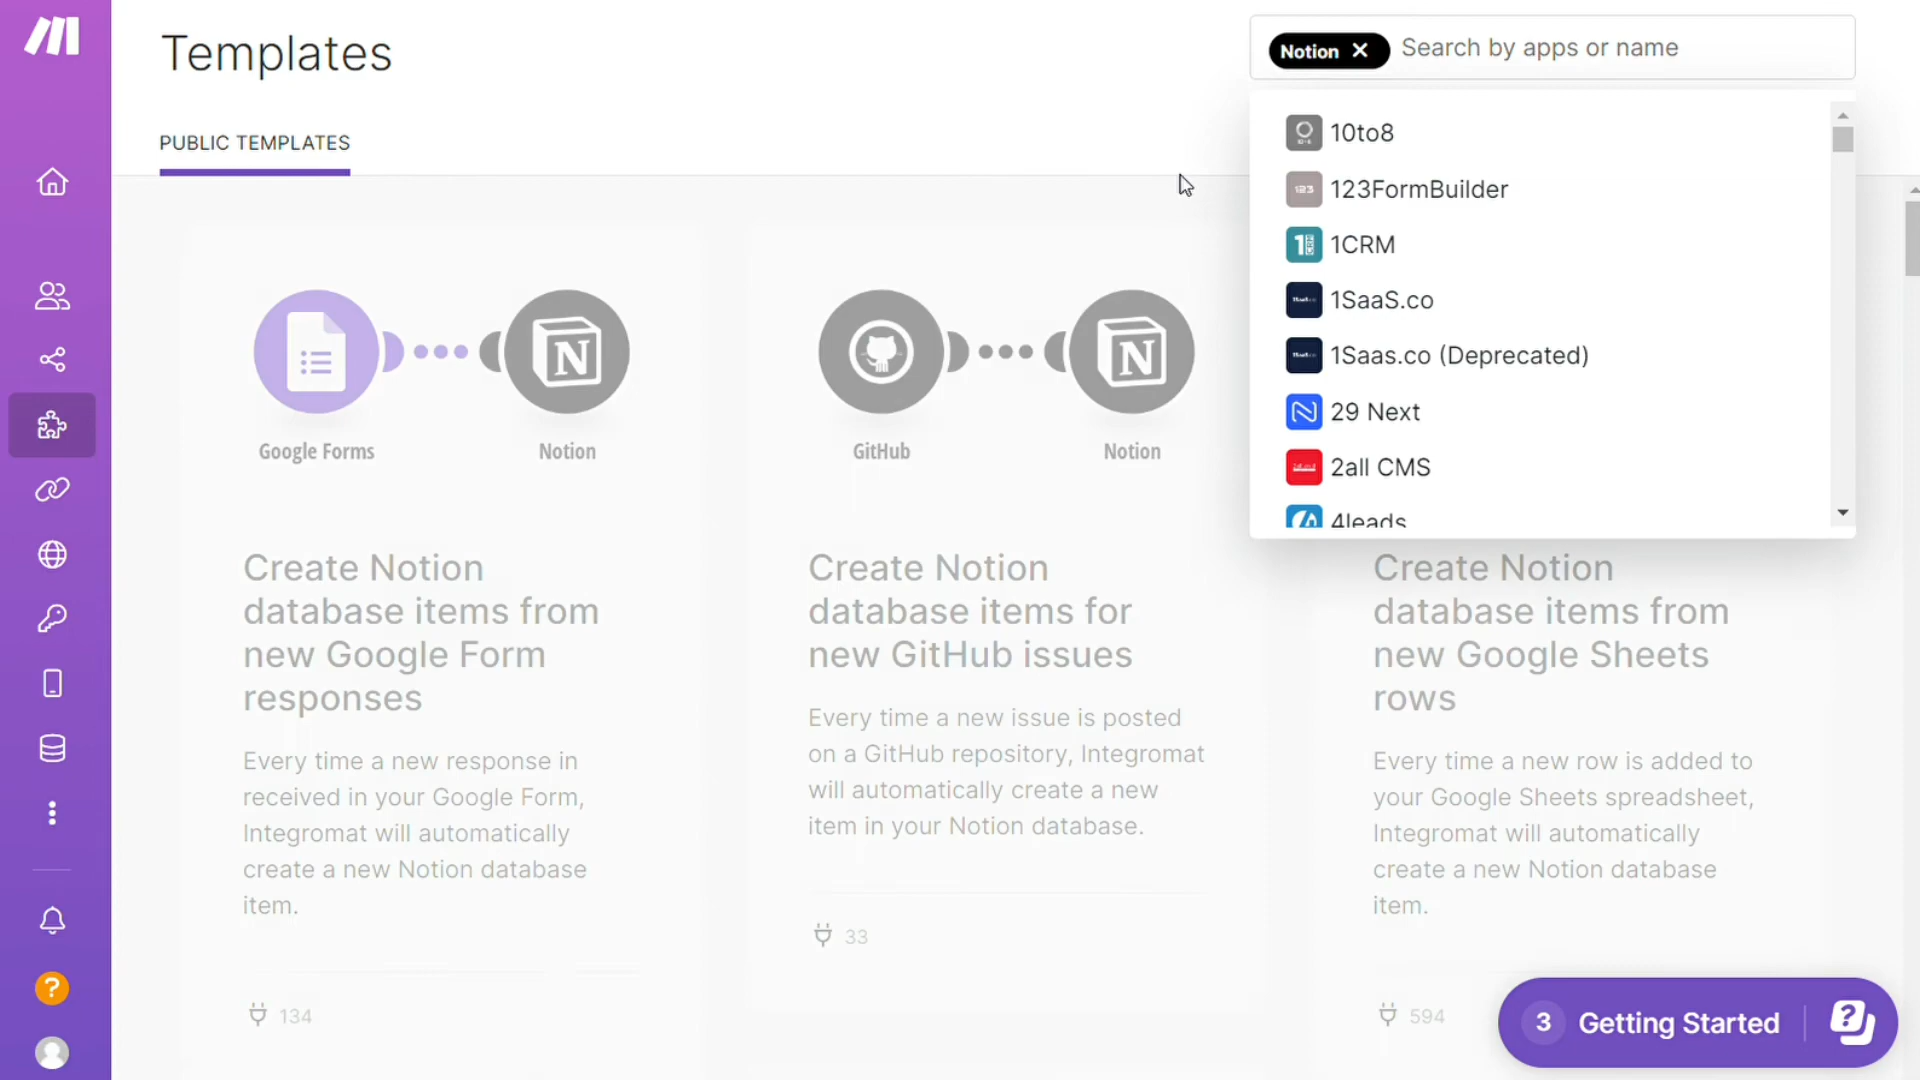 Templates
Notion
Search by apps or name
PUBLIC TEMPLATES
10to8
123FormBuilder
1CRM
1SaaS.co
1Saas.co (Deprecated)
29 Next
2all CMS
4leads
Google Forms
Notion
GitHub
Notion
Create Notion
database items from
new Google Form
responses
Every time a new response in
received in your Google Form,
Integromat will automatically
create a new Notion database
item.
134
Create Notion
database items for
new GitHub issues
Every time a new issue is posted
on a GitHub repository, Integromat
will automatically create a new
item in your Notion database.
33
Create Notion
database items from
new Google Sheets
rows
Every time a new row is added to
your Google Sheets spreadsheet,
Integromat will automatically
create a new Notion database
item.
594
3 Getting Started